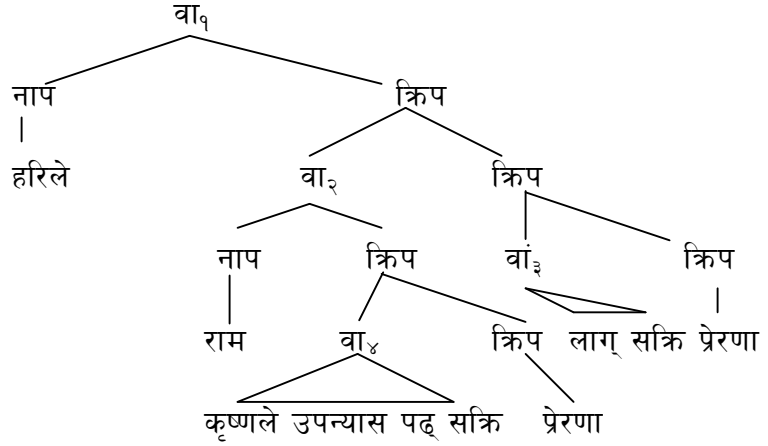 वा१
नाप क्रिप
हरिले वा२ क्रिप
नाप क्रिप वां३ क्रिप
राम वा४ क्रिप लाग् सक्रि प्रेरणा
कृष्णले उपन्यास पढ् सक्रि प्रेरणा